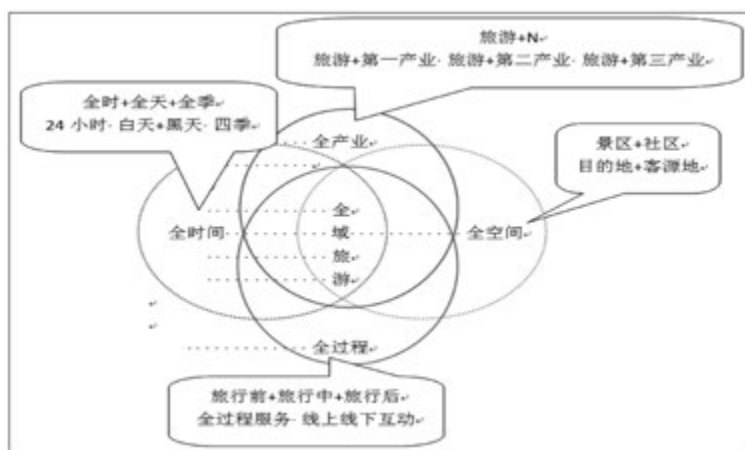 旅游+N
旅游+第一产业· 旅游+第二产业· 旅游+第三产业
全时+全天+全季
24 小时· 白天+黑天· 四季
全产业
景区+社区
目的地+客源地
全
全时间 域 全空间
旅
游
全过程
旅行前+旅行中+旅行后
全过程服务· 线上线下互动